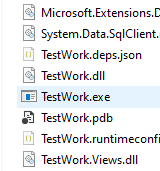 Microsoft.Extensions.D
System.Data.SqlClient.
TestWork.deps.json
TestWork.dll
TestWork.exe
TestWork.pdb
TestWork.runtimeconfi
TestWork.Views.dll